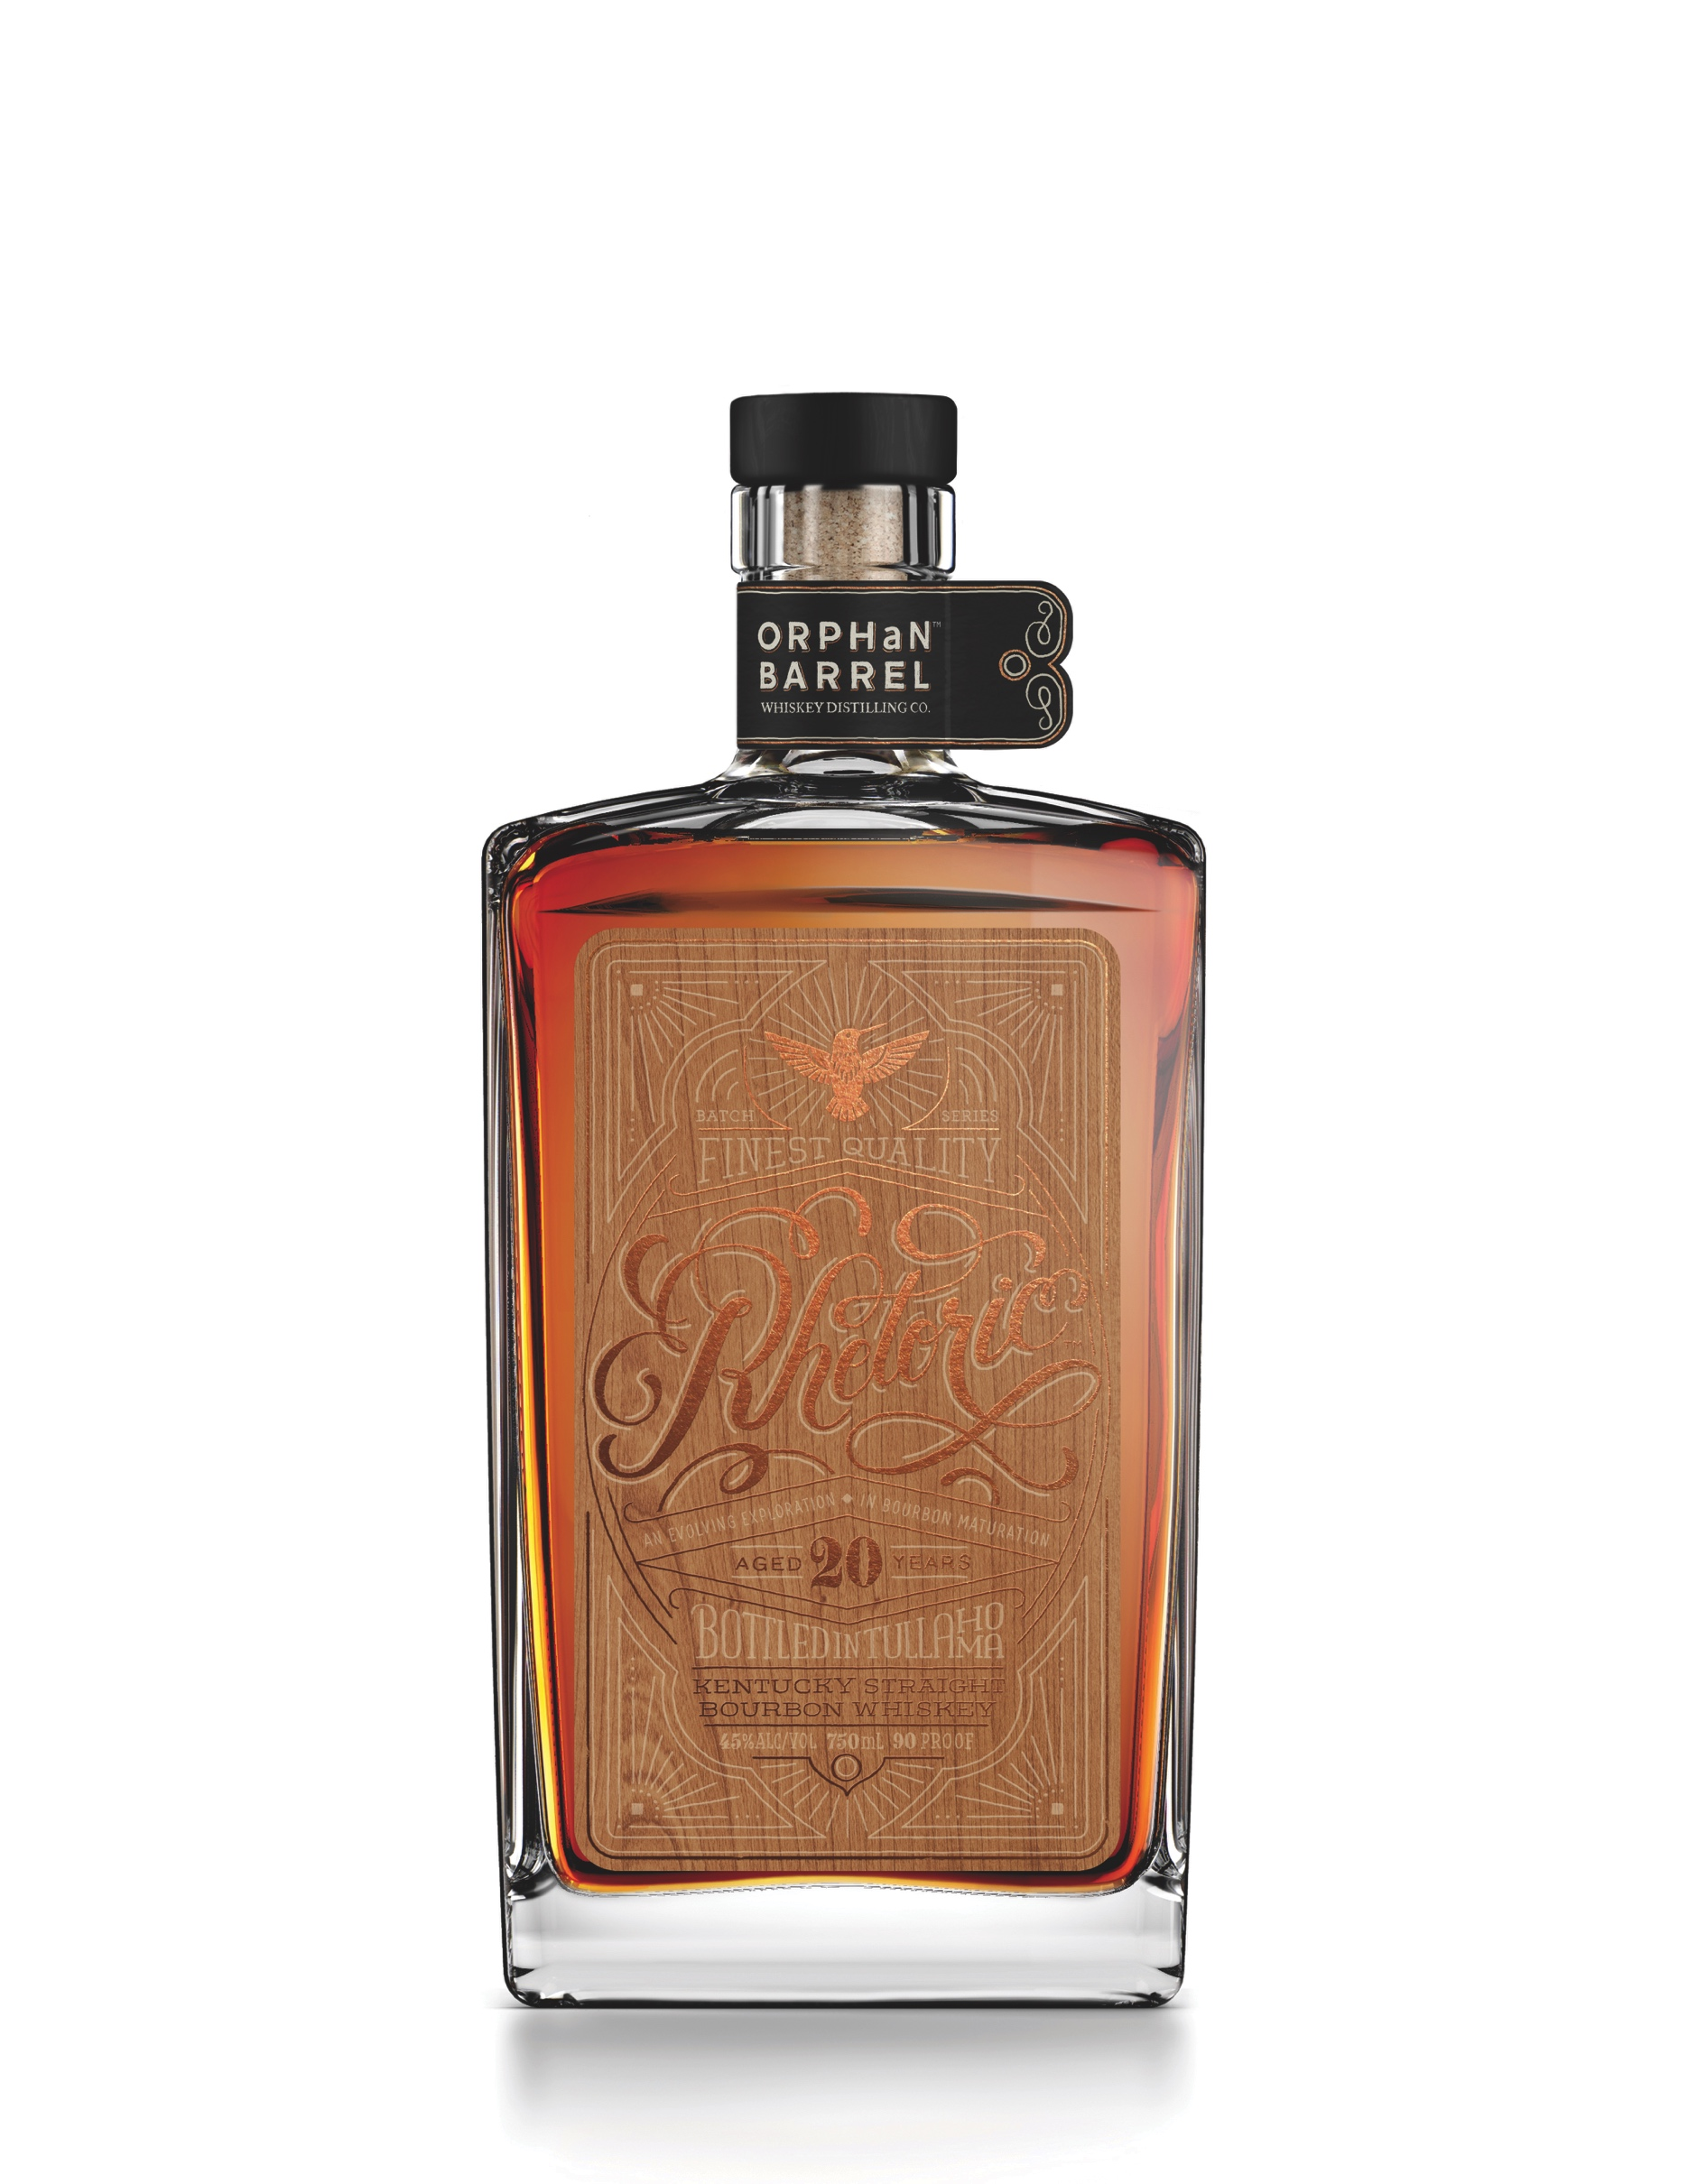 ORPHaN™
BARREL
WHISKEY DISTILLING CO.
BATCH SERIES
FINEST QUALITY
Rhetoric
AN EVOLVING EXPLORATION ◆ IN BOURBON MATURATION
AGED 20 YEARS
BOTTLED IN TULLAHOMA
KENTUCKY STRAIGHT
BOURBON WHISKEY
45% ALC/VOL 750mL 90 PROOF